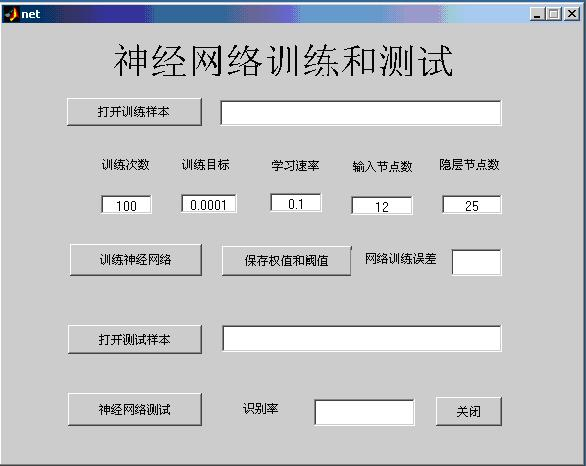 net
神经网络训练和测试
打开训练样本
训练次数 训练目标 学习速率 输入节点数 隐层节点数
100 0.0001 0.1 12 25
训练神经网络 保存权值和阈值 网络训练误差
打开测试样本
神经网络测试 识别率 关闭